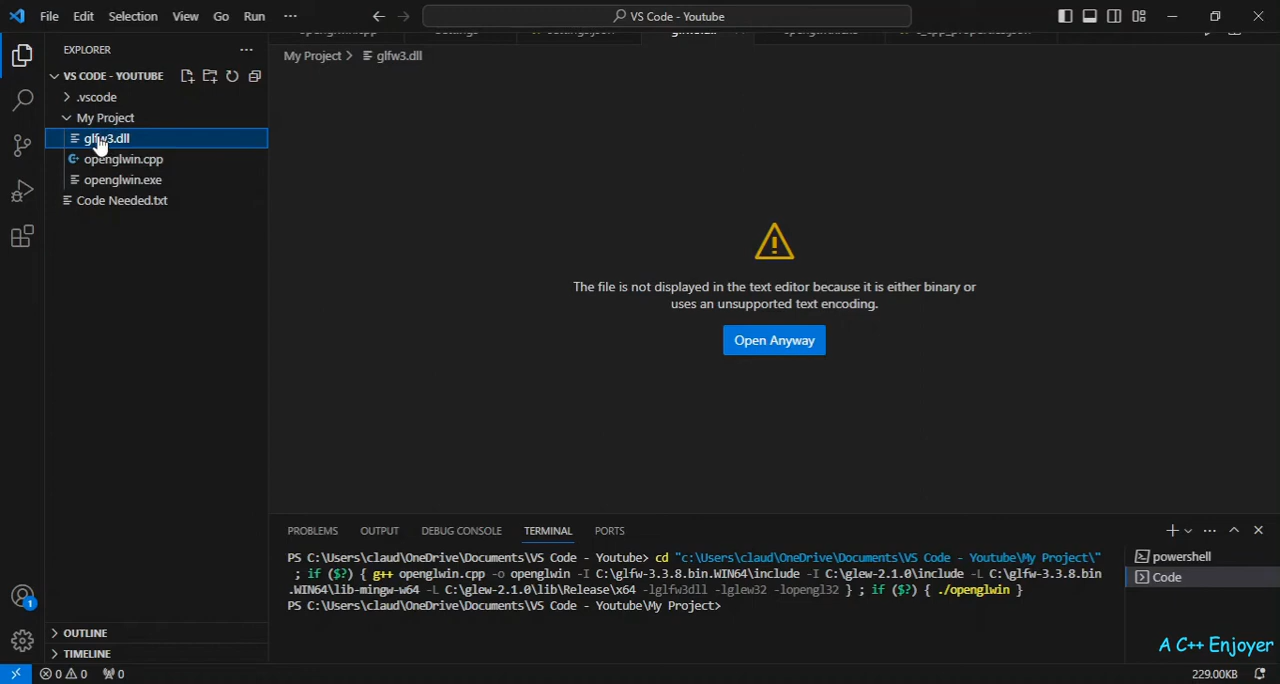 File Edit Selection View Go Run ··· VS Code - Youtube
EXPLORER ···
My Project > glfw3.dll
VS CODE - YOUTUBE
.vscode
My Project
glfw3.dll
openglwin.cpp
openglwin.exe
Code Needed.txt
The file is not displayed in the text editor because it is either binary or
uses an unsupported text encoding.
Open Anyway
PROBLEMS OUTPUT DEBUG CONSOLE TERMINAL PORTS
PS C:\Users\claud\OneDrive\Documents\VS Code - Youtube> cd "c:\Users\claud\OneDrive\Documents\VS Code - Youtube\My Project\"
; if ($?) { g++ openglwin.cpp -o openglwin -I C:\glfw-3.3.8.bin.WIN64\include -I C:\glew-2.1.0\include -L C:\glfw-3.3.8.bin
.WIN64\lib-mingw-w64 -L C:\glew-2.1.0\lib\Release\x64 -lglfw3dll -lglew32 -lopengl32 } ; if ($?) { ./openglwin }
PS C:\Users\claud\OneDrive\Documents\VS Code - Youtube\My Project>
powershell
Code
1
OUTLINE
TIMELINE
A C++ Enjoyer
0 0 0 229.00KB